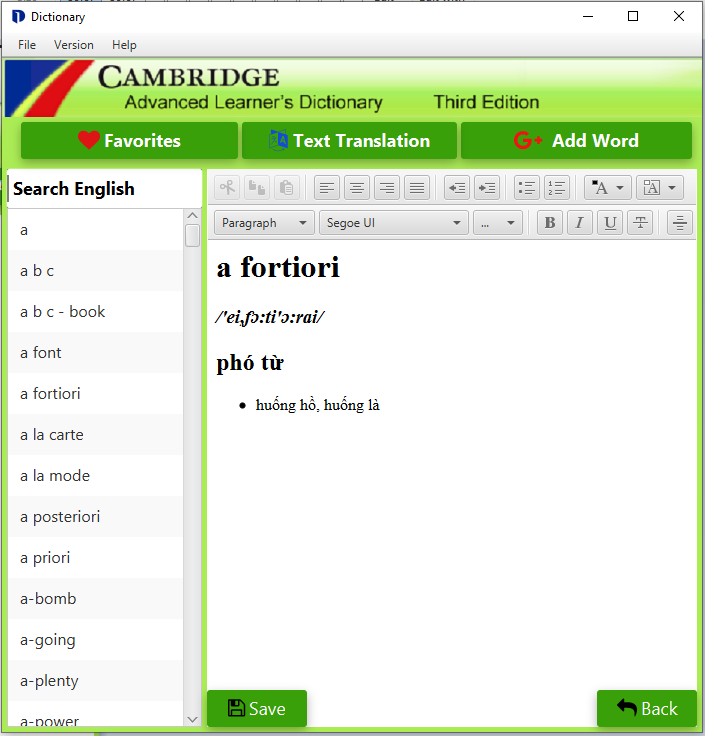 Dictionary
File Version Help
CAMBRIDGE
Advanced Learner's Dictionary Third Edition
Favorites
Text Translation
G+ Add Word
Search English
a
a b c
a b c - book
a font
a fortiori
a la carte
a la mode
a posteriori
a priori
a-bomb
a-going
a-plenty
a-power
Paragraph
Segoe UI
...
B I U T
a fortiori
/'ei,fɔ:ti'ɔ:rai/
phó từ
huống hồ, huống là
Save
Back